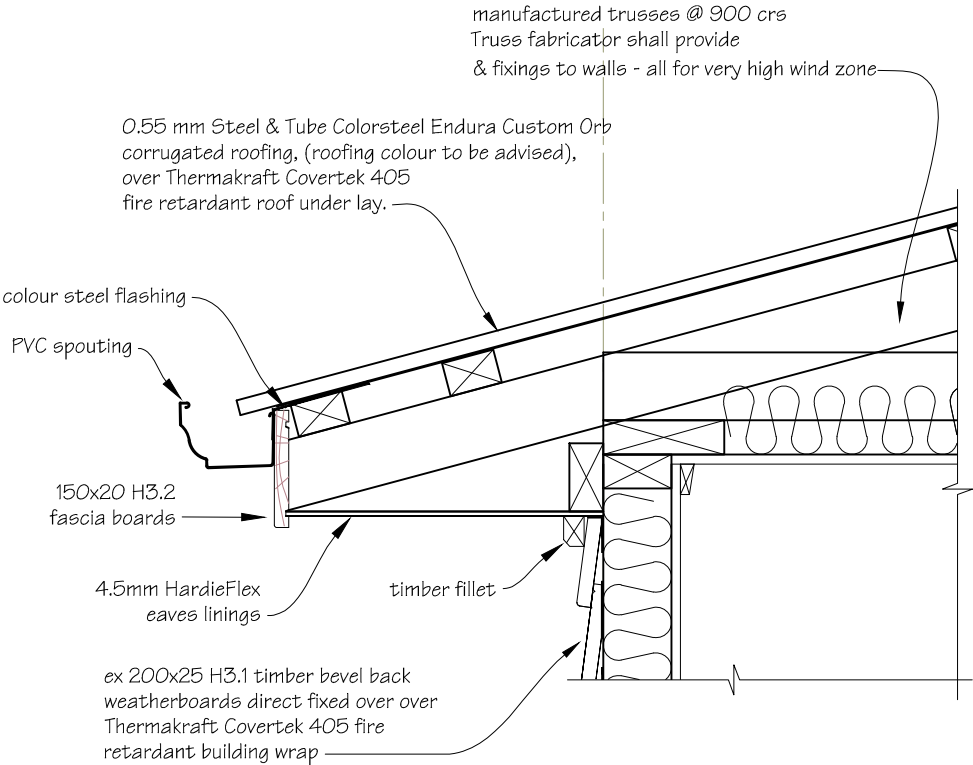 manufactured trusses @ 900 crs
Truss fabricator shall provide
& fixings to walls - all for very high wind zone
0.55 mm Steel & Tube Colorsteel Endura Custom Orb
corrugated roofing, (roofing colour to be advised),
over Thermakraft Covertek 405
fire retardant roof under lay.
colour steel flashing
PVC spouting
150x20 H3.2
fascia boards
4.5mm HardieFlex
eaves linings
timber fillet
ex 200x25 H3.1 timber bevel back
weatherboards direct fixed over over
Thermakraft Covertek 405 fire
retardant building wrap